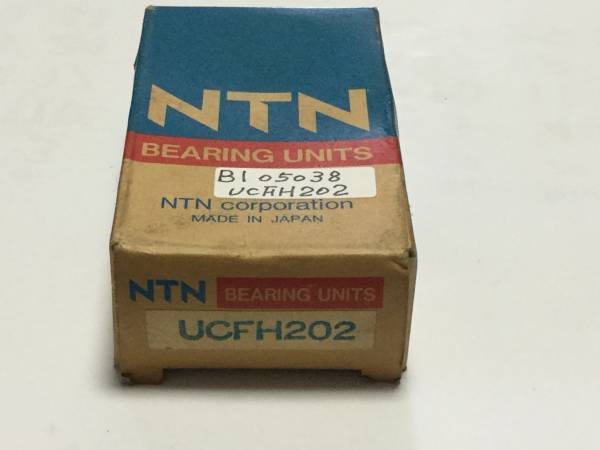 NTN
BEARING UNITS
BI 05038
UCFH202
NTN corporation
MADE IN JAPAN
NTN BEARING UNITS
UCFH202